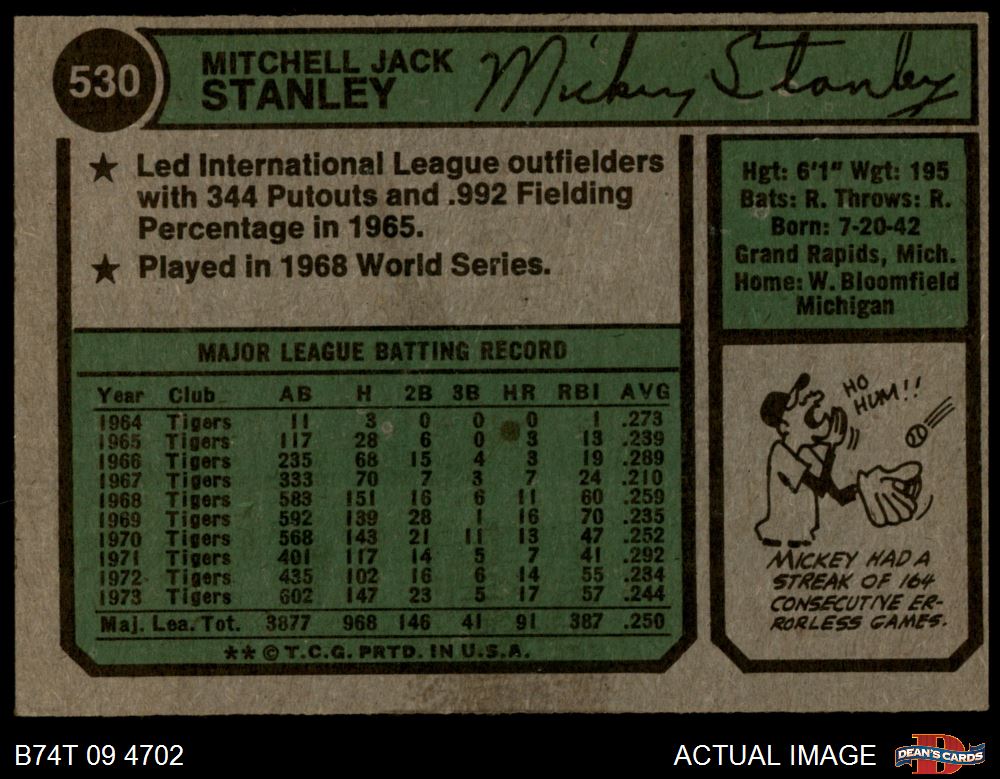 530
MITCHELL JACK
STANLEY
Mickey Stanley
★ Led International League outfielders
with 344 Putouts and .992 Fielding
Percentage in 1965.
★ Played in 1968 World Series.
Hgt: 6'1" Wgt: 195
Bats: R. Throws: R.
Born: 7-20-42
Grand Rapids, Mich.
Home: W. Bloomfield
Michigan
MAJOR LEAGUE BATTING RECORD
Year Club AB H 2B 3B HR RBI AVG
1964 Tigers 11 3 0 0 0 1 .273
1965 Tigers 117 28 6 0 3 13 .239
1966 Tigers 235 68 15 4 3 19 .289
1967 Tigers 333 70 7 3 7 24 .210
1968 Tigers 583 151 16 6 11 60 .259
1969 Tigers 592 139 28 1 16 70 .235
1970 Tigers 568 143 21 11 13 47 .252
1971 Tigers 401 117 14 5 7 41 .292
1972 Tigers 435 102 16 6 14 55 .234
1973 Tigers 602 147 23 5 17 57 .244
Maj. Lea. Tot. 3877 968 146 41 91 387 .250
** © T.C.G. PRTD. IN U.S.A.
HO
HUM!!
MICKEY HAD A
STREAK OF 164
CONSECUTIVE ER-
RORLESS GAMES.
B74T 09 4702
ACTUAL IMAGE
D
DEAN'S CARDS